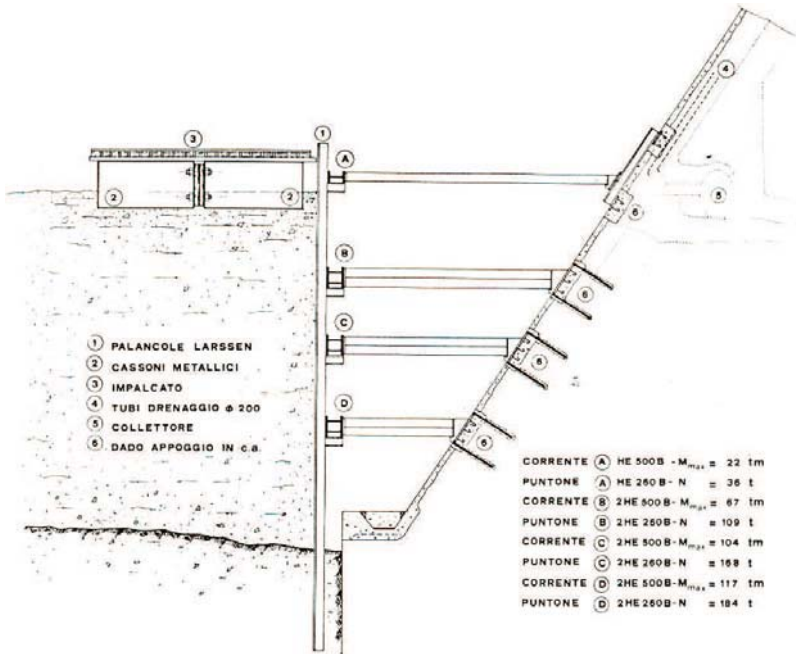 3
1
4
A
2
2
6
5
B
6
C
6
D
6
1 PALANCOLE LARSSEN
2 CASSONI METALLICI
3 IMPALCATO
4 TUBI DRENAGGIO ϕ 200
5 COLLETTORE
6 DADO APPOGGIO IN C.A.
CORRENTE A HE 500B - Mmax = 22 tm
PUNTONE A HE 260B - N = 36 t
CORRENTE B 2HE 500B - Mmax = 67 tm
PUNTONE B 2HE 260B - N = 109 t
CORRENTE C 2HE 500B - Mmax = 104 tm
PUNTONE C 2HE 260B - N = 168 t
CORRENTE D 2HE 500B - Mmax = 117 tm
PUNTONE D 2HE 260B - N = 184 t